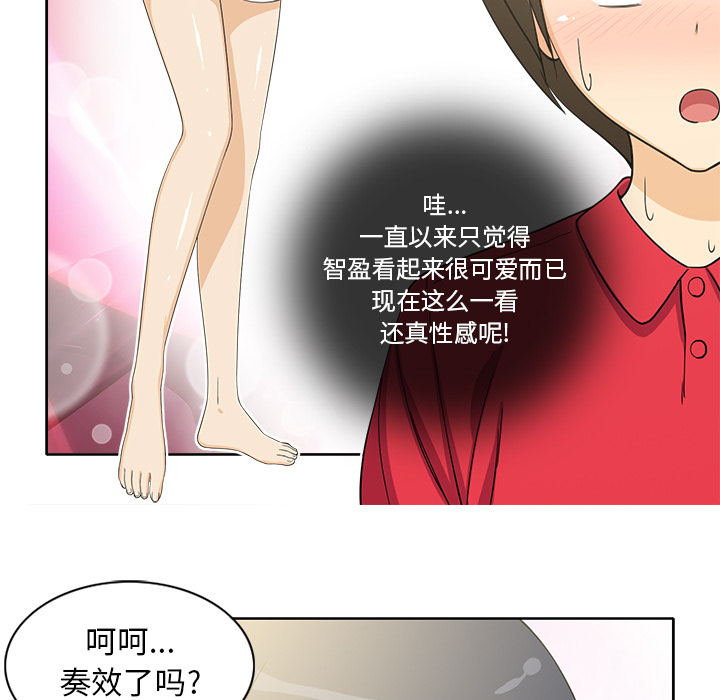 哇...
一直以来只觉得
智盈看起来很可爱而已
现在这么一看
还真性感呢!
呵呵...
奏效了吗?